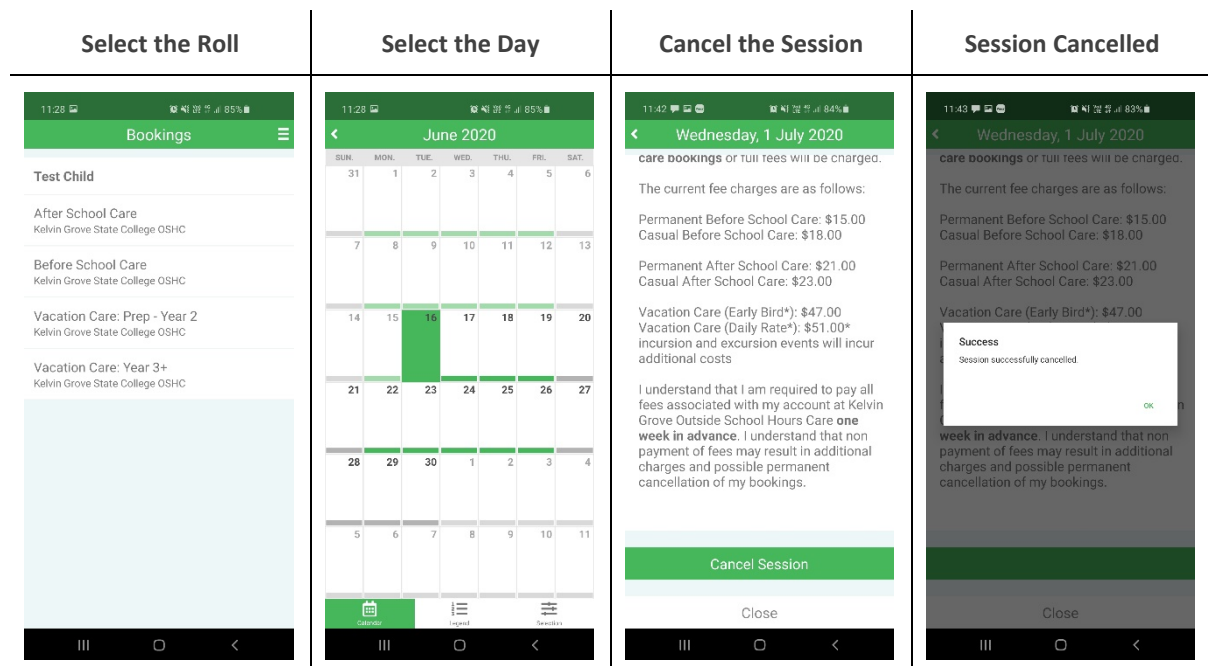 Select the Roll
Select the Day
Cancel the Session
Session Cancelled
11:28
85%
Bookings
Test Child
After School Care
Kelvin Grove State College OSHC
Before School Care
Kelvin Grove State College OSHC
Vacation Care: Prep - Year 2
Kelvin Grove State College OSHC
Vacation Care: Year 3+
Kelvin Grove State College OSHC
11:28
85%
June 2020
SUN. MON. TUE. WED. THU. FRI. SAT.
31 1 2 3 4 5 6
7 8 9 10 11 12 13
14 15 16 17 18 19 20
21 22 23 24 25 26 27
28 29 30 1 2 3 4
5 6 7 8 9 10 11
Calendar Legend Selection
11:42
84%
Wednesday, 1 July 2020
care bookings or full fees will be charged.
The current fee charges are as follows:
Permanent Before School Care: $15.00
Casual Before School Care: $18.00
Permanent After School Care: $21.00
Casual After School Care: $23.00
Vacation Care (Early Bird*): $47.00
Vacation Care (Daily Rate*): $51.00*
incursion and excursion events will incur
additional costs
I understand that I am required to pay all
fees associated with my account at Kelvin
Grove Outside School Hours Care one
week in advance. I understand that non
payment of fees may result in additional
charges and possible permanent
cancellation of my bookings.
Cancel Session
Close
11:43
83%
Wednesday, 1 July 2020
care bookings or full fees will be charged.
The current fee charges are as follows:
Permanent Before School Care: $15.00
Casual Before School Care: $18.00
Permanent After School Care: $21.00
Casual After School Care: $23.00
Vacation Care (Early Bird*): $47.00
Success
Session successfully cancelled.
OK
week in advance. I understand that non
payment of fees may result in additional
charges and possible permanent
cancellation of my bookings.
Close